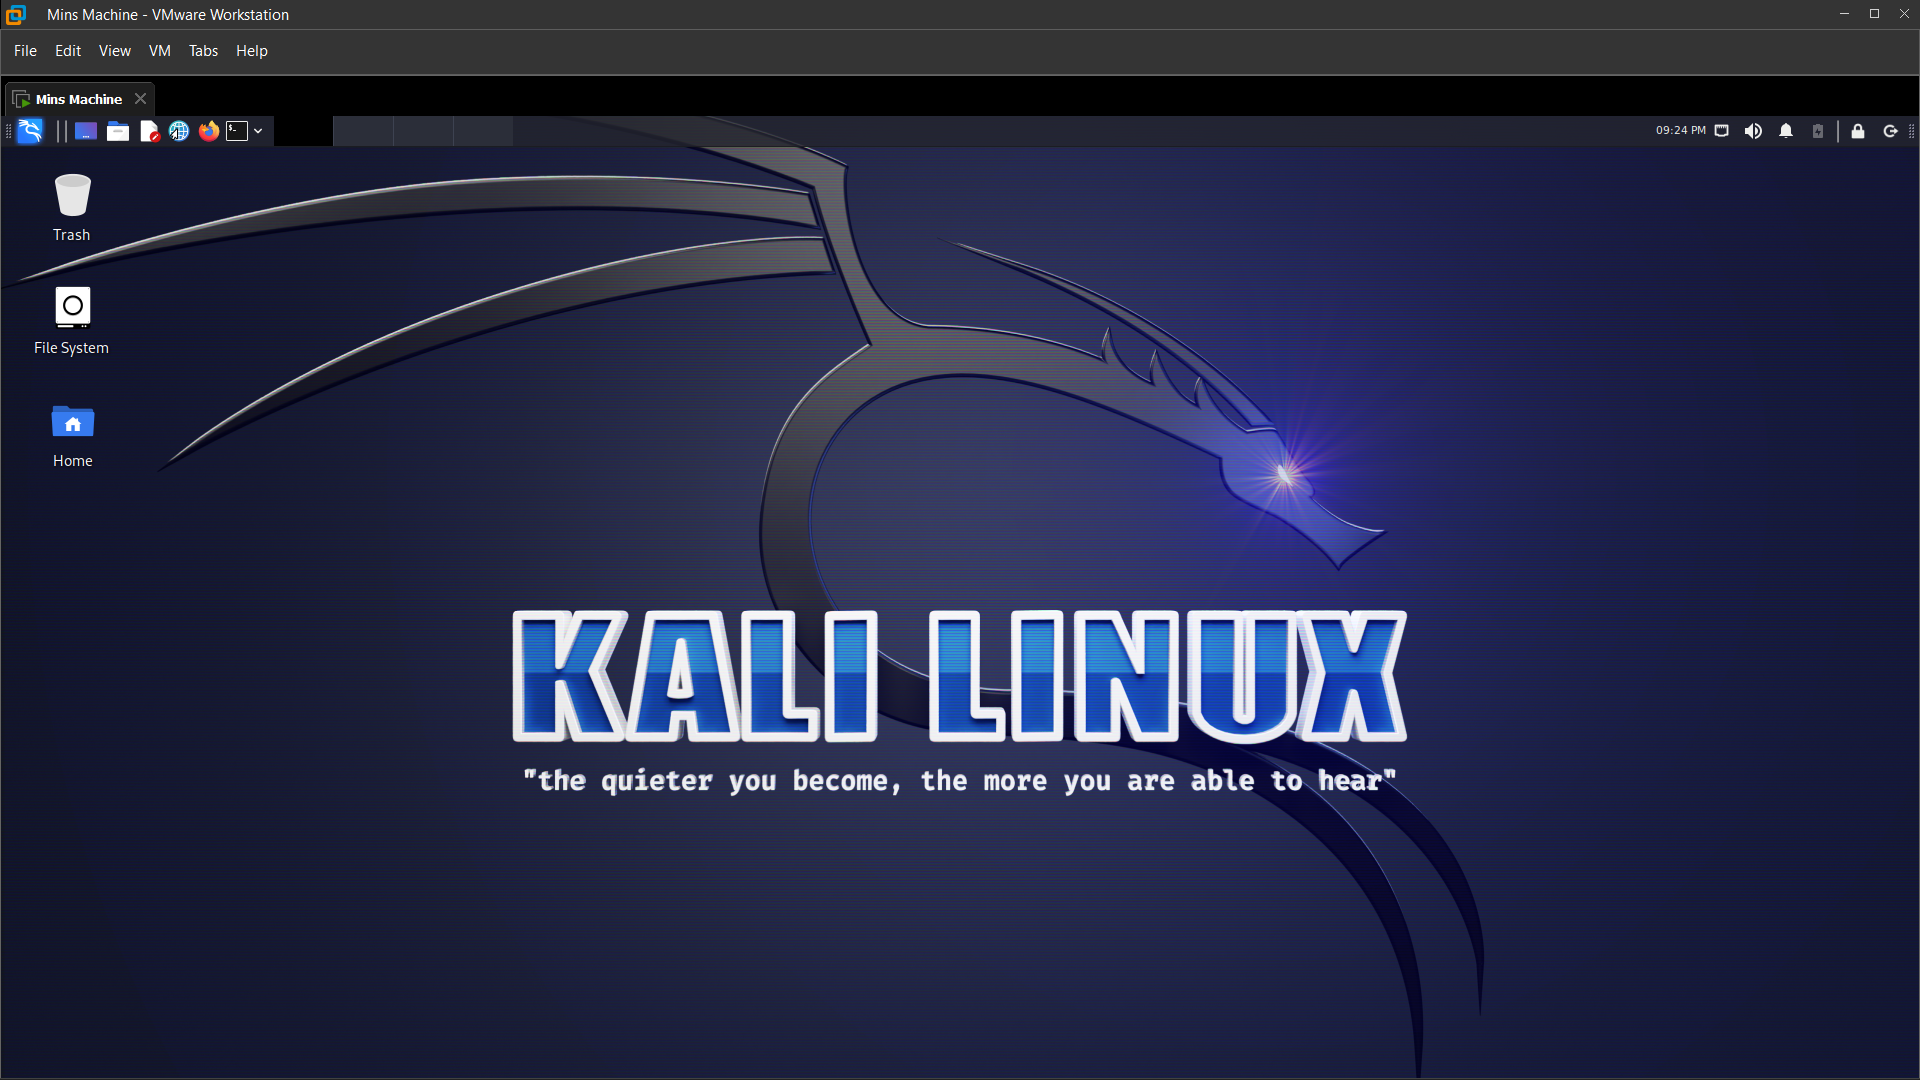 Mins Machine - VMware Workstation
File Edit View VM Tabs Help
Mins Machine
09:24 PM
Trash
File System
Home
KALI LINUX
"the quieter you become, the more you are able to hear"